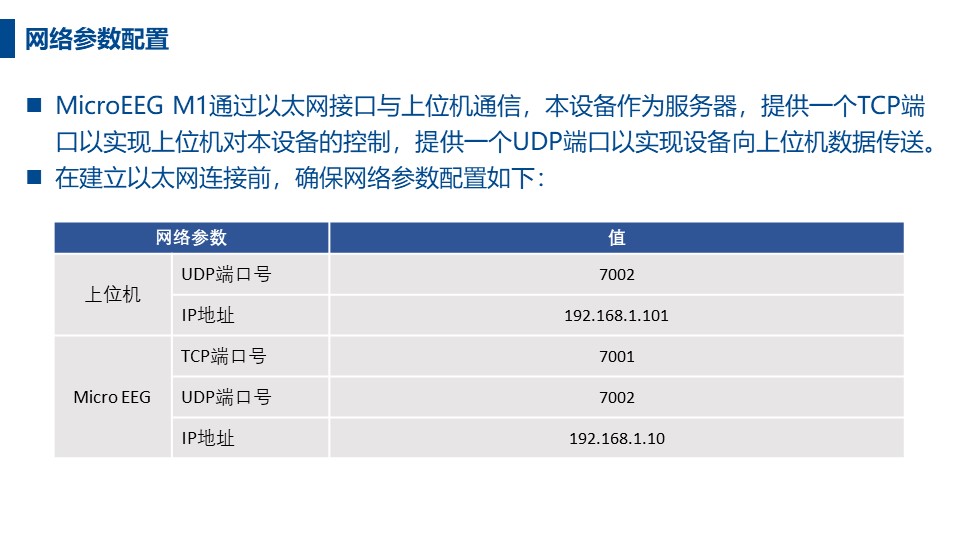 网络参数配置
MicroEEG M1通过以太网接口与上位机通信，本设备作为服务器，提供一个TCP端
口以实现上位机对本设备的控制，提供一个UDP端口以实现设备向上位机数据传送。
在建立以太网连接前，确保网络参数配置如下：
网络参数 值
上位机 UDP端口号 7002
IP地址 192.168.1.101
Micro EEG TCP端口号 7001
UDP端口号 7002
IP地址 192.168.1.10